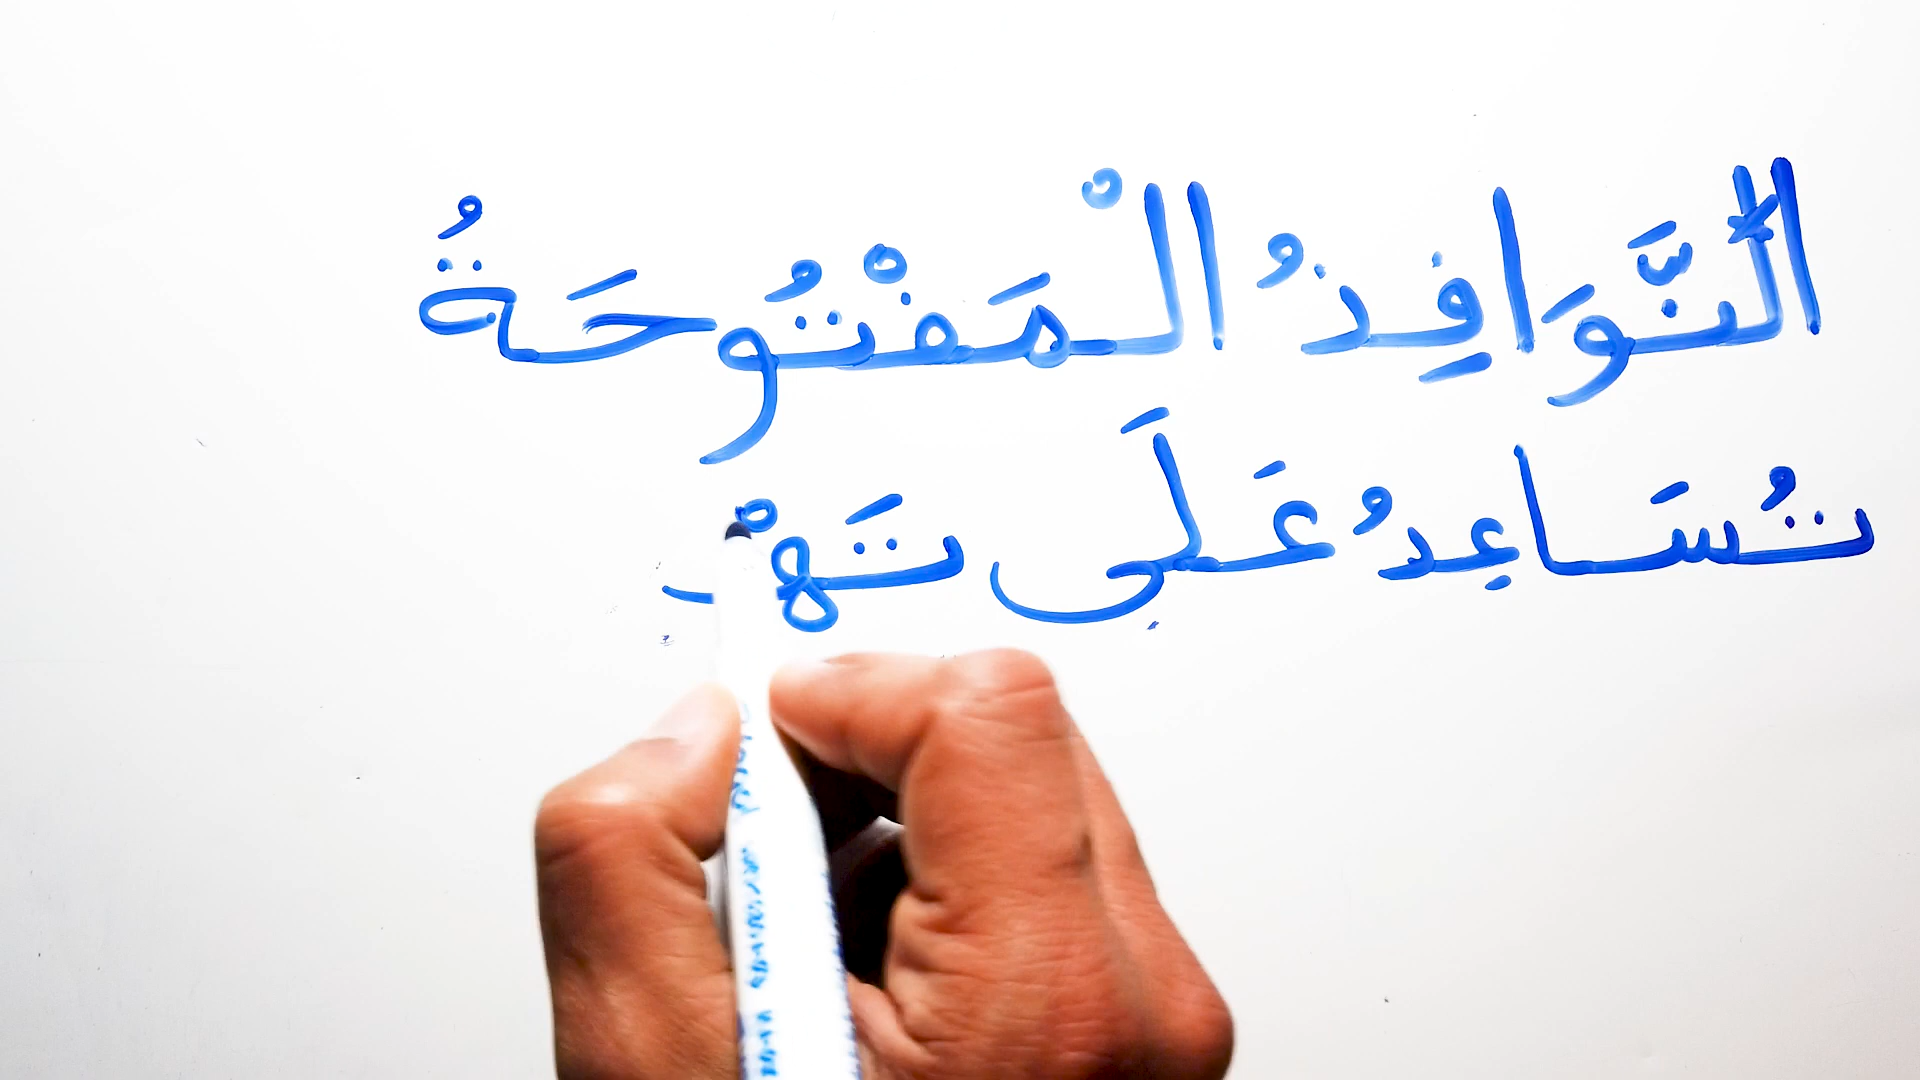 النَّوَافِذُ الْمَفْتُوحَةُ
تُسَاعِدُ عَلَى تَهْ